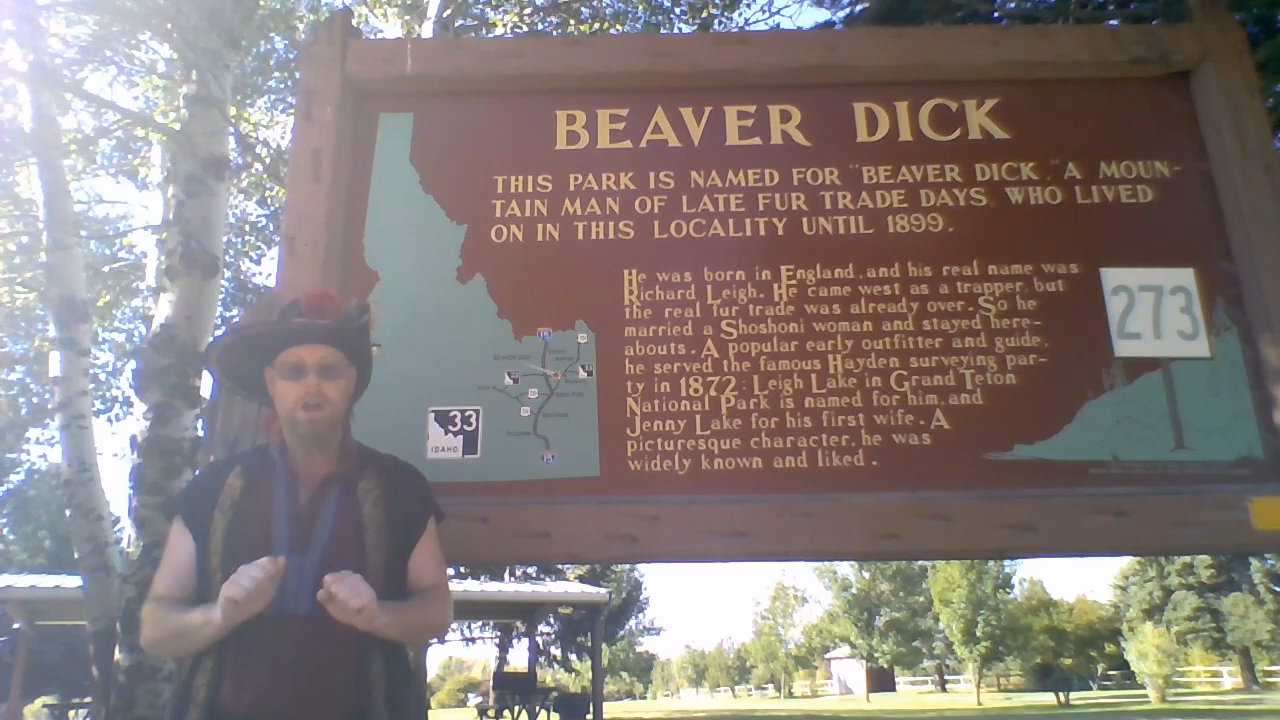 BEAVER DICK
THIS PARK IS NAMED FOR "BEAVER DICK," A MOUN-
TAIN MAN OF LATE FUR TRADE DAYS WHO LIVED
ON IN THIS LOCALITY UNTIL 1899.
He was born in England, and his real name was
Richard Leigh. He came west as a trapper, but
the real fur trade was already over. So he
married a Shoshoni woman and stayed here-
abouts. A popular early outfitter and guide,
he served the famous Hayden surveying par-
ty in 1872: Leigh Lake in Grand Teton
National Park is named for him, and
Jenny Lake for his first wife. A
picturesque character, he was
widely known and liked.
273
33
IDAHO